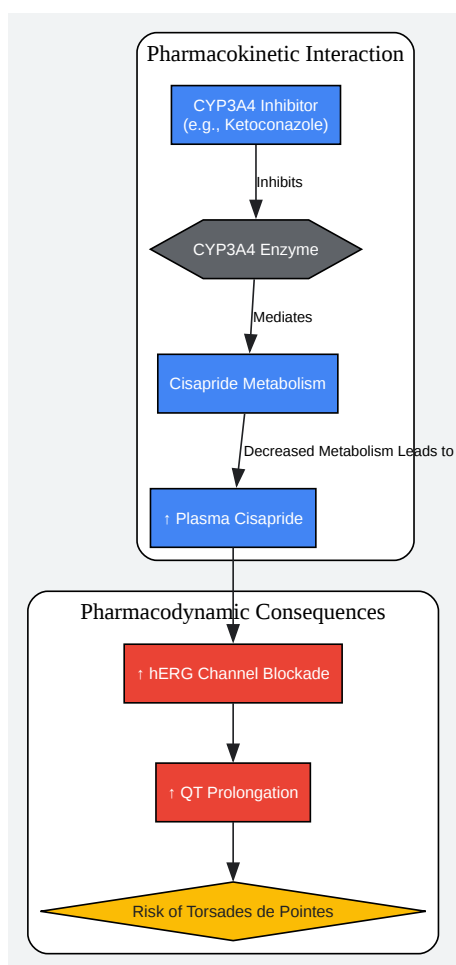 Pharmacokinetic Interaction
CYP3A4 Inhibitor
(e.g., Ketoconazole)
Inhibits
CYP3A4 Enzyme
Mediates
Cisapride Metabolism
Decreased Metabolism Leads to
↑ Plasma Cisapride
Pharmacodynamic Consequences
↑ hERG Channel Blockade
↑ QT Prolongation
Risk of Torsades de Pointes